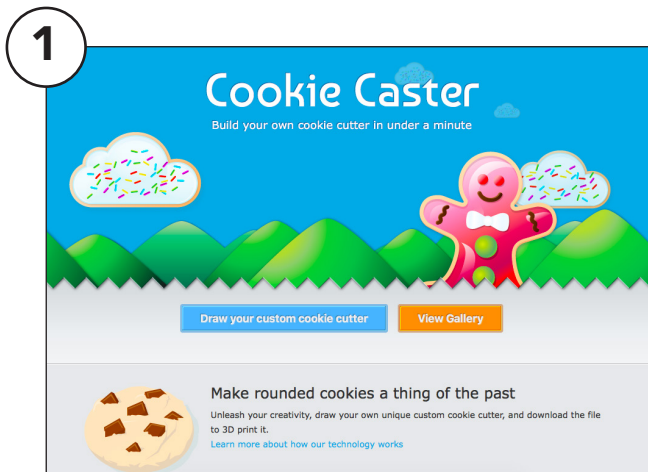 1
Cookie Caster
Build your own cookie cutter in under a minute
Draw your custom cookie cutter
View Gallery
Make rounded cookies a thing of the past
Unleash your creativity, draw your own unique custom cookie cutter, and download the file
to 3D print it.
Learn more about how our technology works